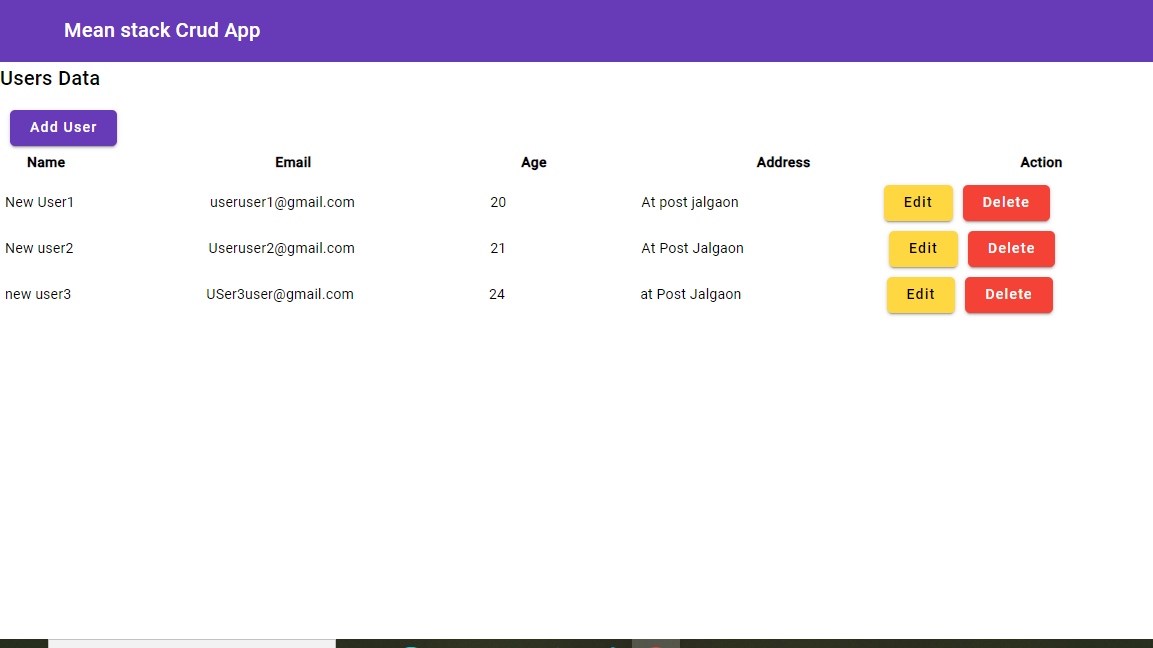 Mean stack Crud App
Users Data
Add User
Name Email Age Address Action
New User1 useruser1@gmail.com 20 At post jalgaon Edit Delete
New user2 Useruser2@gmail.com 21 At Post Jalgaon Edit Delete
new user3 USer3user@gmail.com 24 at Post Jalgaon Edit Delete